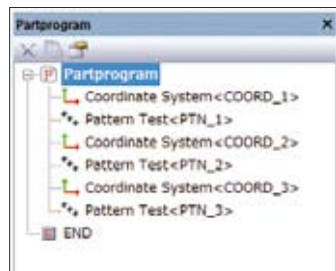 Partprogram
Partprogram
Coordinate System<COORD_1>
Pattern Test<PTN_1>
Coordinate System<COORD_2>
Pattern Test<PTN_2>
Coordinate System<COORD_3>
Pattern Test<PTN_3>
END